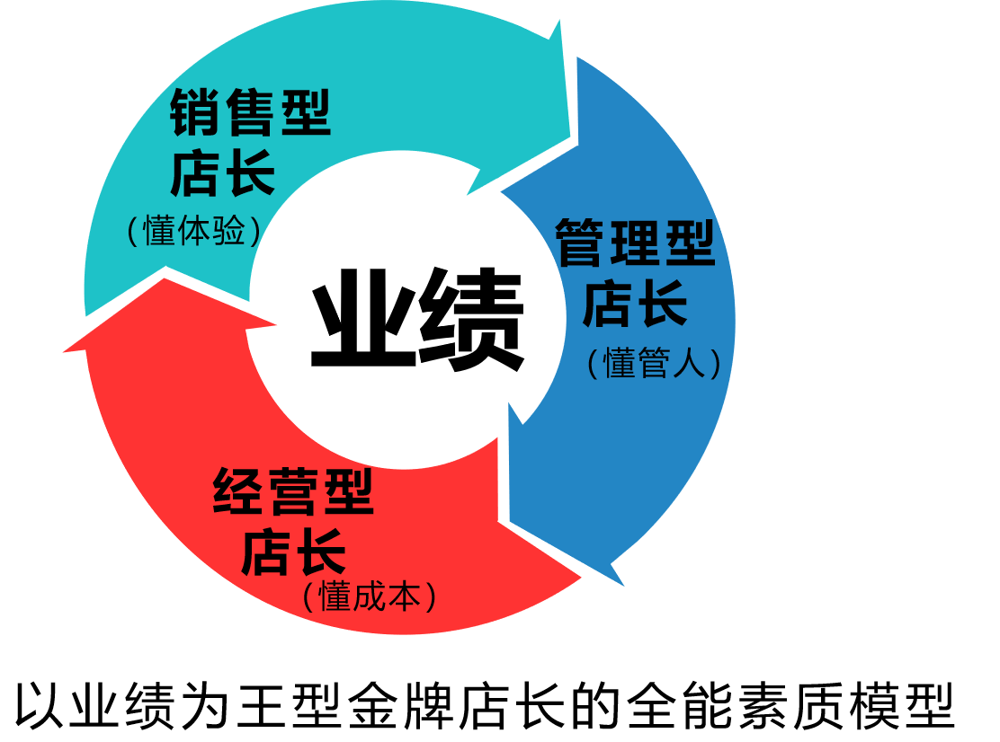 销售型
店长
（懂体验）
管理型
店长
（懂管人）
业绩
经营型
店长
（懂成本）
以业绩为王型金牌店长的全能素质模型